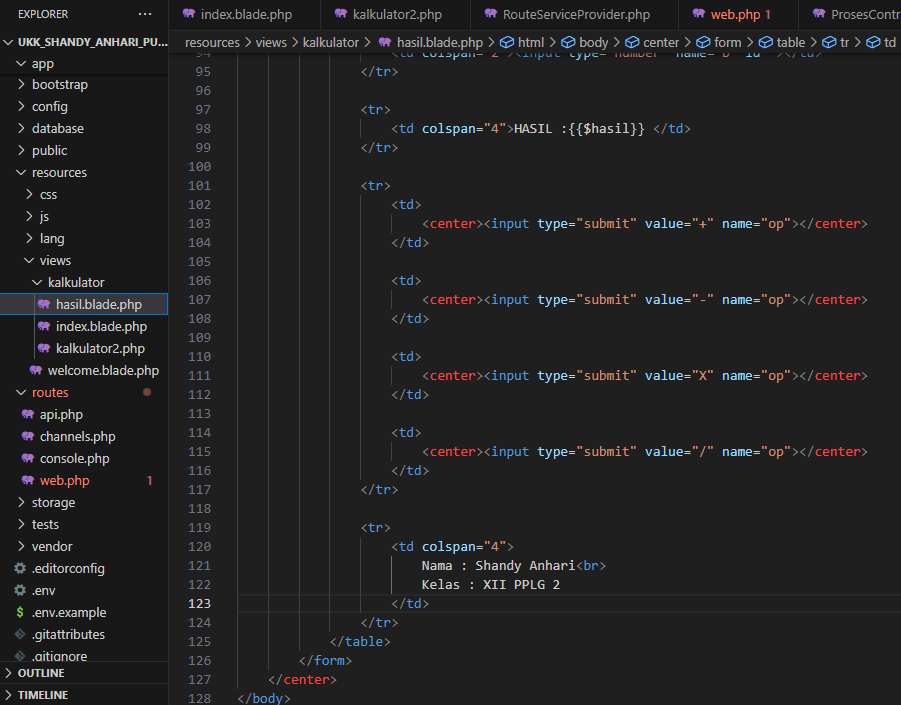 EXPLORER ...
UKK_SHANDY_ANHARI_PU...
app
bootstrap
config
database
public
resources
css
js
lang
views
kalkulator
hasil.blade.php
index.blade.php
kalkulator2.php
welcome.blade.php
routes
api.php
channels.php
console.php
web.php 1
storage
tests
vendor
.editorconfig
.env
$ .env.example
.gitattributes
.gitignore
OUTLINE
TIMELINE
index.blade.php kalkulator2.php RouteServiceProvider.php web.php 1 ProsesContr
resources > views > kalkulator > hasil.blade.php > html > body > center > form > table > tr > td
95 </tr>
96
97 <tr>
98 <td colspan="4">HASIL :{{$hasil}} </td>
99 </tr>
100
101 <tr>
102 <td>
103 <center><input type="submit" value="+" name="op"></center>
104 </td>
105
106 <td>
107 <center><input type="submit" value="-" name="op"></center>
108 </td>
109
110 <td>
111 <center><input type="submit" value="X" name="op"></center>
112 </td>
113
114 <td>
115 <center><input type="submit" value="/" name="op"></center>
116 </td>
117 </tr>
118
119 <tr>
120 <td colspan="4">
121 Nama : Shandy Anhari<br>
122 Kelas : XII PPLG 2
123 </td>
124 </tr>
125 </table>
126 </form>
127 </center>
128 </body>